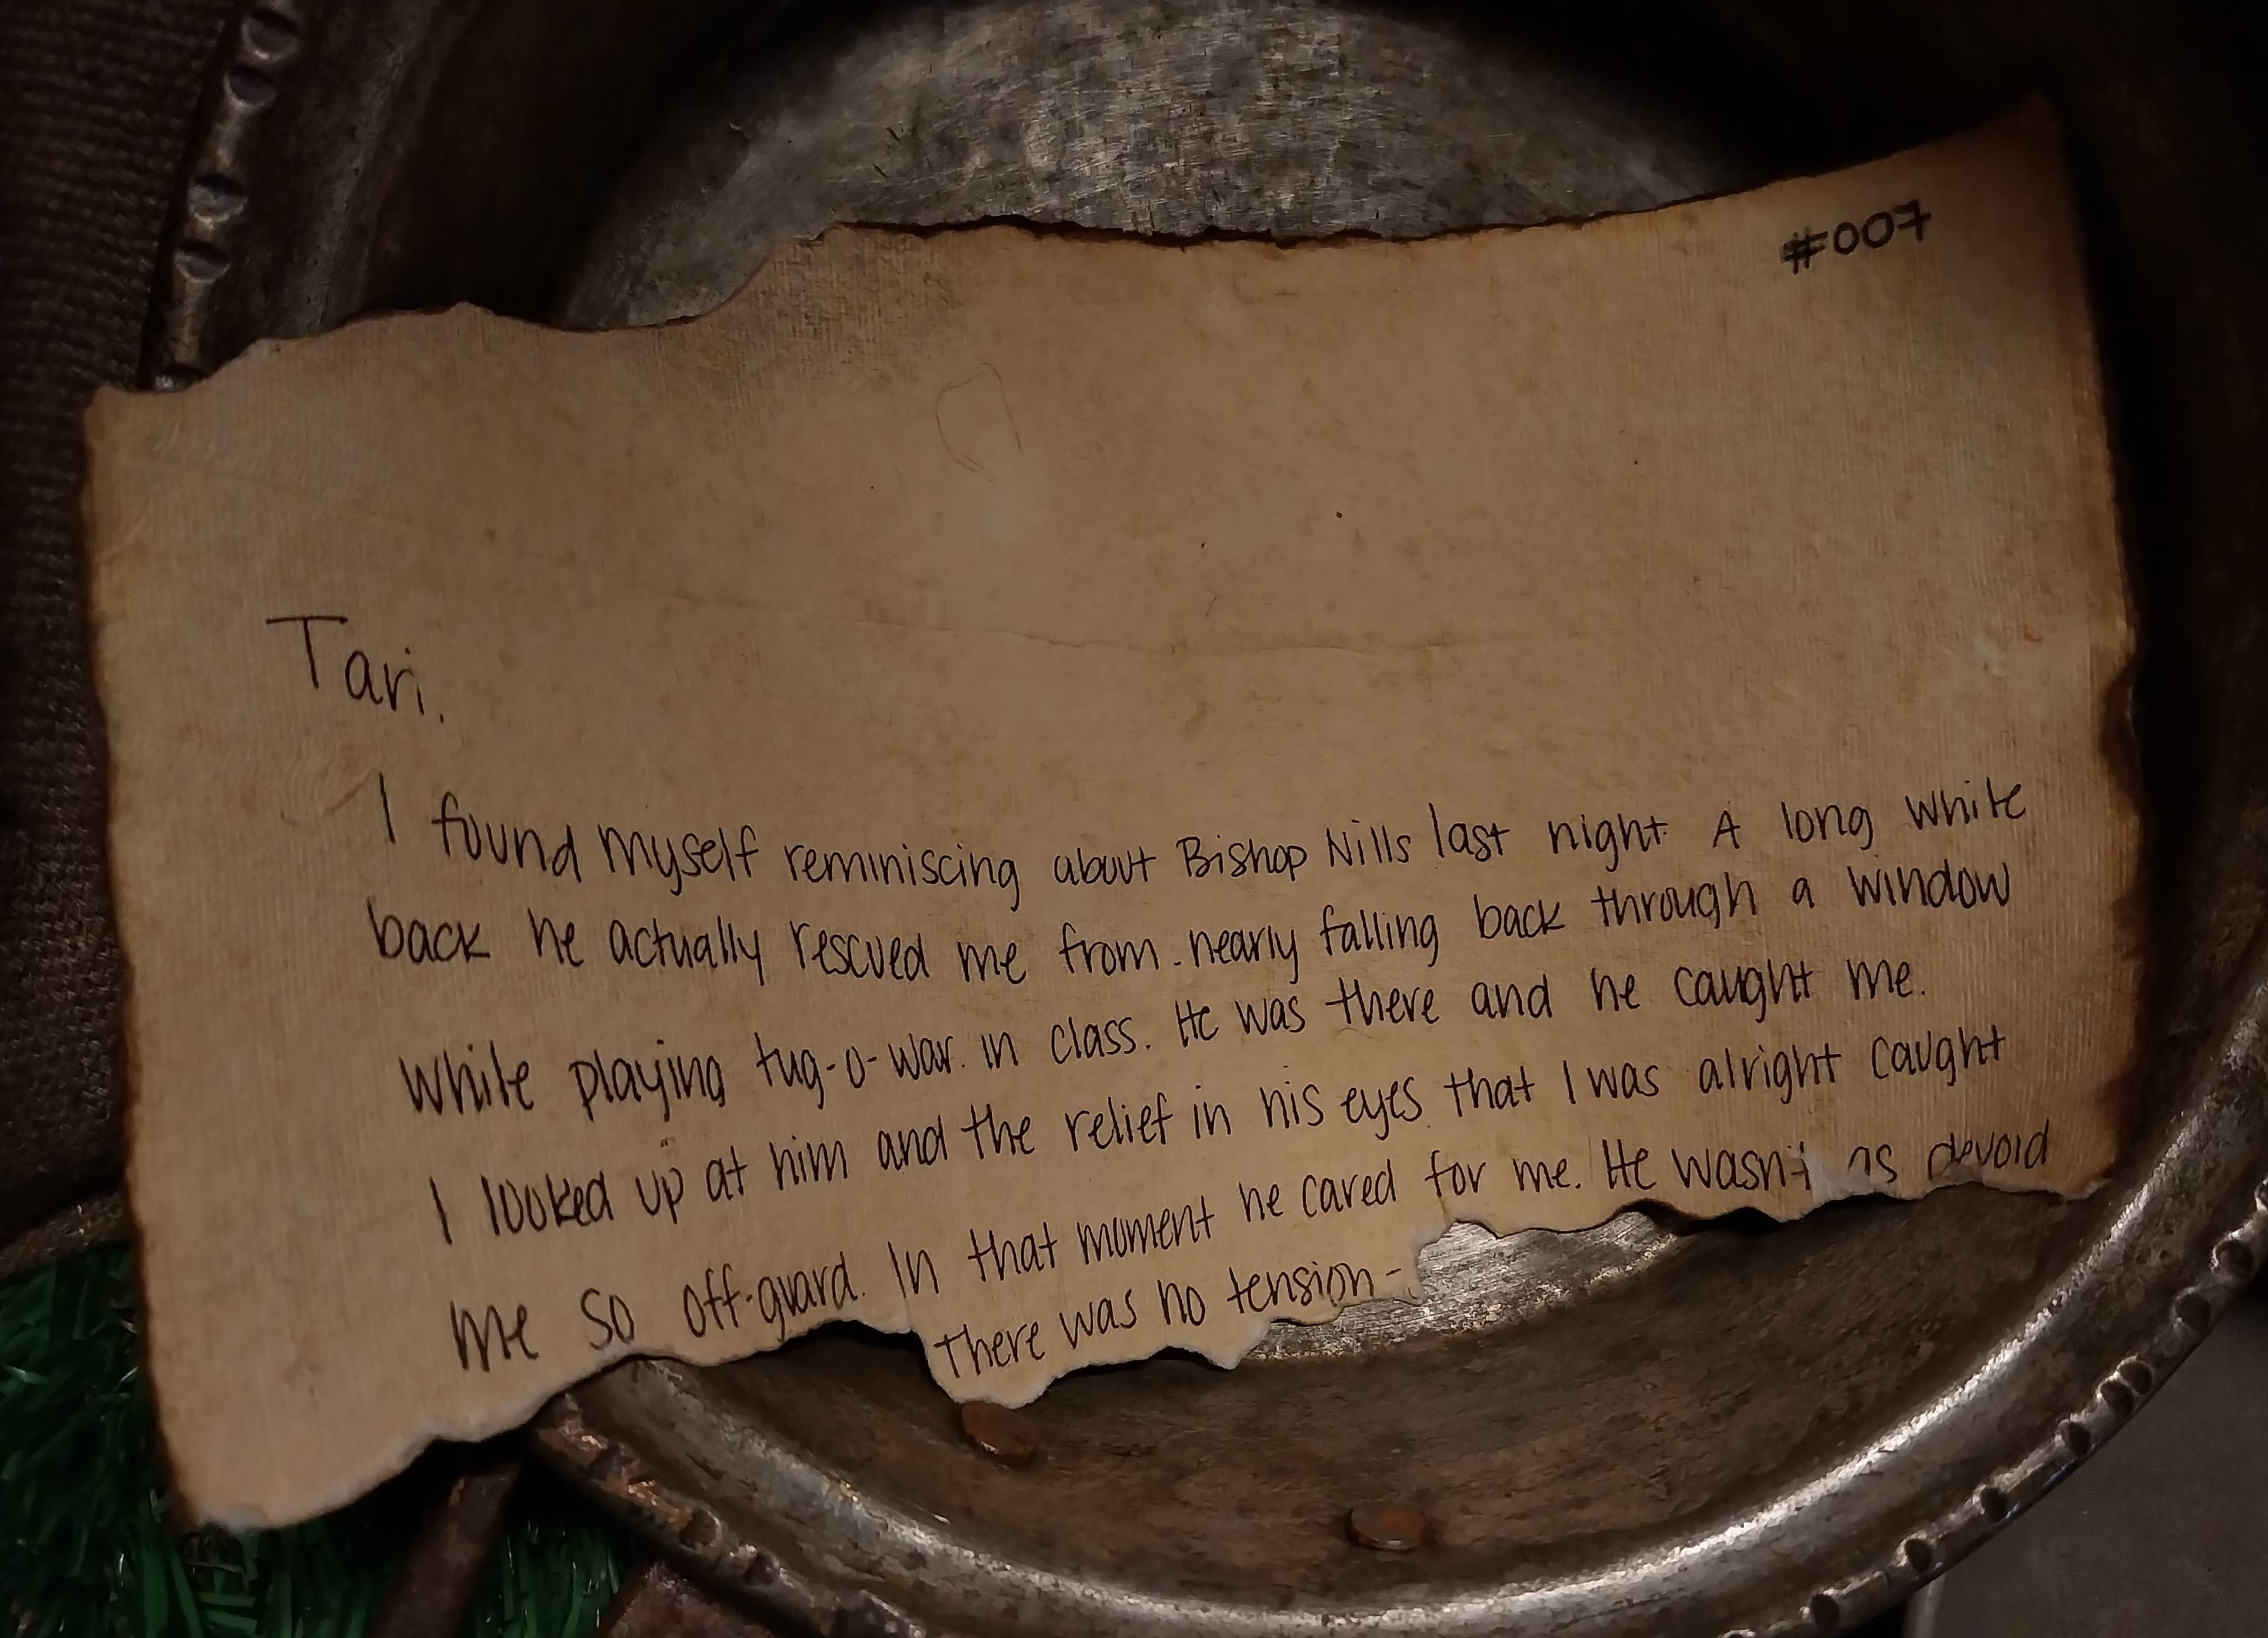 #007
Tari.
I found myself reminiscing about Bishop Nills last night. A long white
back he actually rescued me from nearly falling back through a window
while playing tug-o-war. in class. He was there and he caught me.
I looked up at him and the relief in his eyes that I was alright caught
me so off-guard. In that moment he cared for me. He wasn't as devoid
there was no tension-